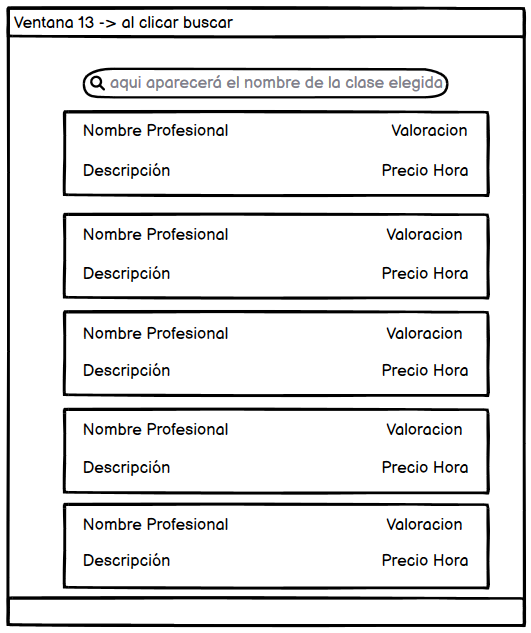 Ventana 13 -> al clicar buscar
aqui aparecerá el nombre de la clase elegida
Nombre Profesional Valoracion
Descripción Precio Hora
Nombre Profesional Valoracion
Descripción Precio Hora
Nombre Profesional Valoracion
Descripción Precio Hora
Nombre Profesional Valoracion
Descripción Precio Hora
Nombre Profesional Valoracion
Descripción Precio Hora